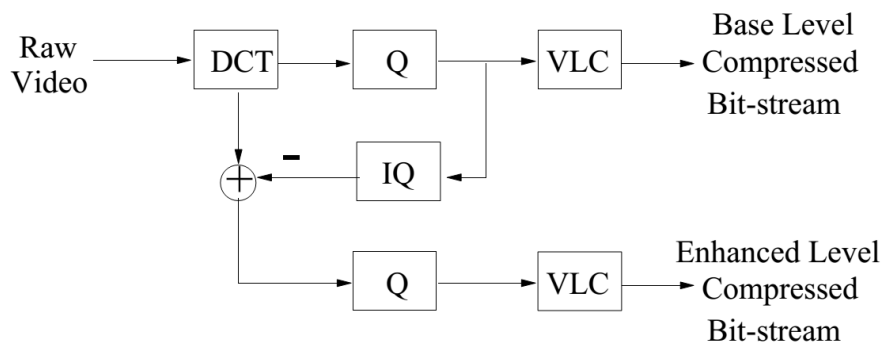 Raw
Video
DCT
Q
VLC
Base Level
Compressed
Bit-stream
−
IQ
+
Q
VLC
Enhanced Level
Compressed
Bit-stream